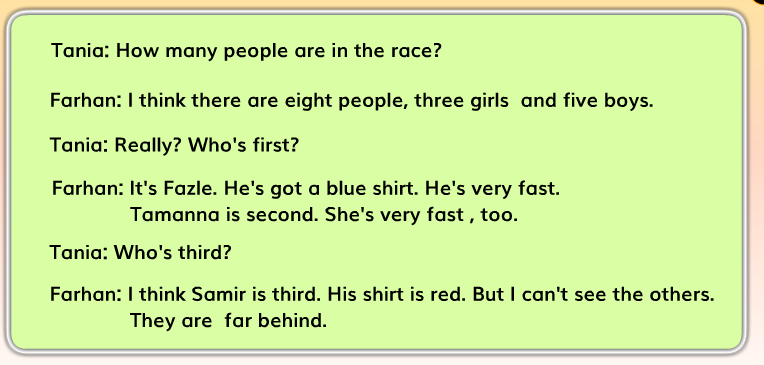 Tania: How many people are in the race?
Farhan: I think there are eight people, three girls and five boys.
Tania: Really? Who's first?
Farhan: It's Fazle. He's got a blue shirt. He's very fast.
Tamanna is second. She's very fast , too.
Tania: Who's third?
Farhan: I think Samir is third. His shirt is red. But I can't see the others.
They are far behind.